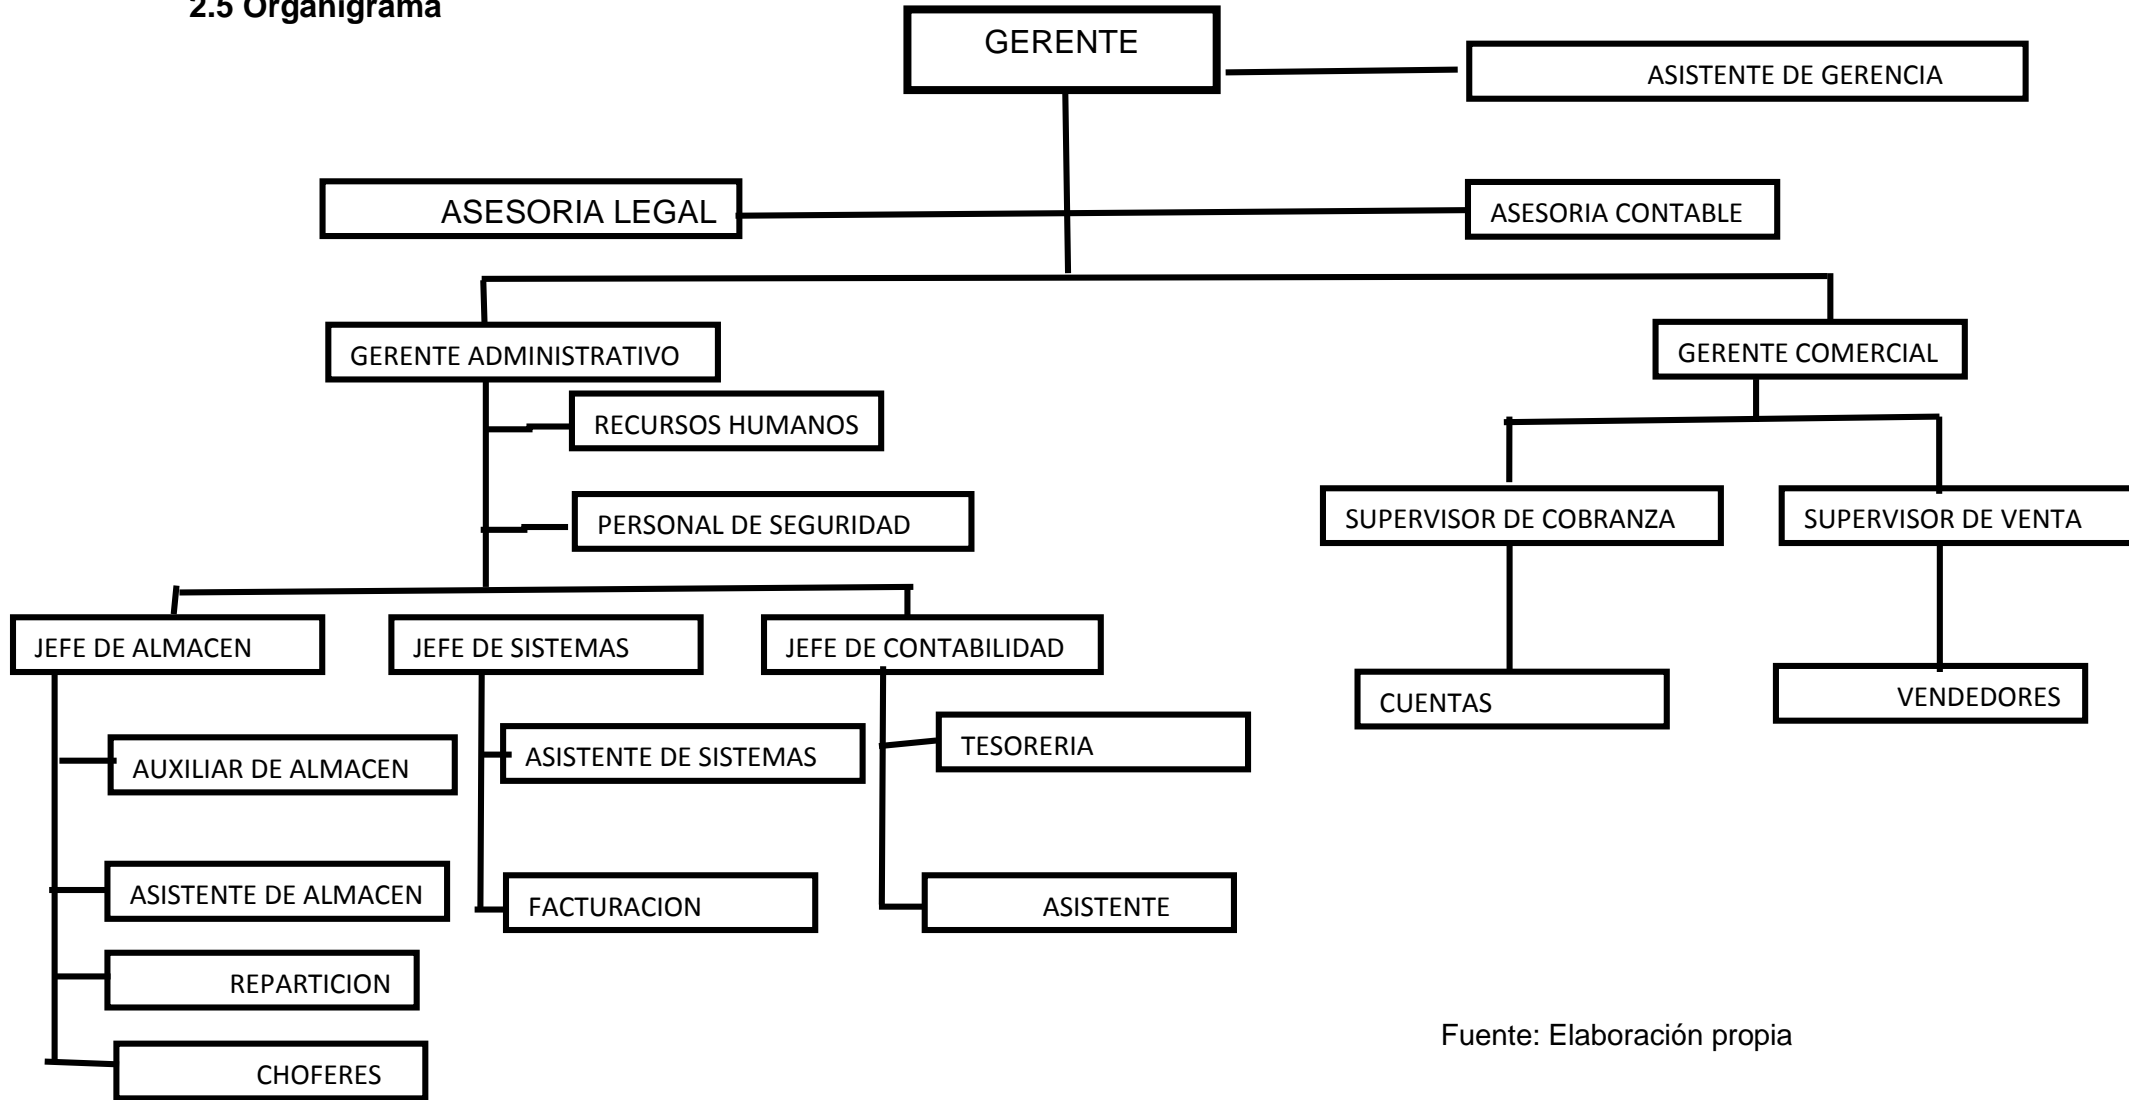 2.5 Organigrama
GERENTE
ASISTENTE DE GERENCIA
ASESORIA LEGAL
ASESORIA CONTABLE
GERENTE ADMINISTRATIVO
GERENTE COMERCIAL
RECURSOS HUMANOS
PERSONAL DE SEGURIDAD
SUPERVISOR DE COBRANZA
SUPERVISOR DE VENTA
JEFE DE ALMACEN
JEFE DE SISTEMAS
JEFE DE CONTABILIDAD
CUENTAS
VENDEDORES
AUXILIAR DE ALMACEN
ASISTENTE DE SISTEMAS
TESORERIA
ASISTENTE DE ALMACEN
FACTURACION
ASISTENTE
REPARTICION
CHOFERES
Fuente: Elaboración propia